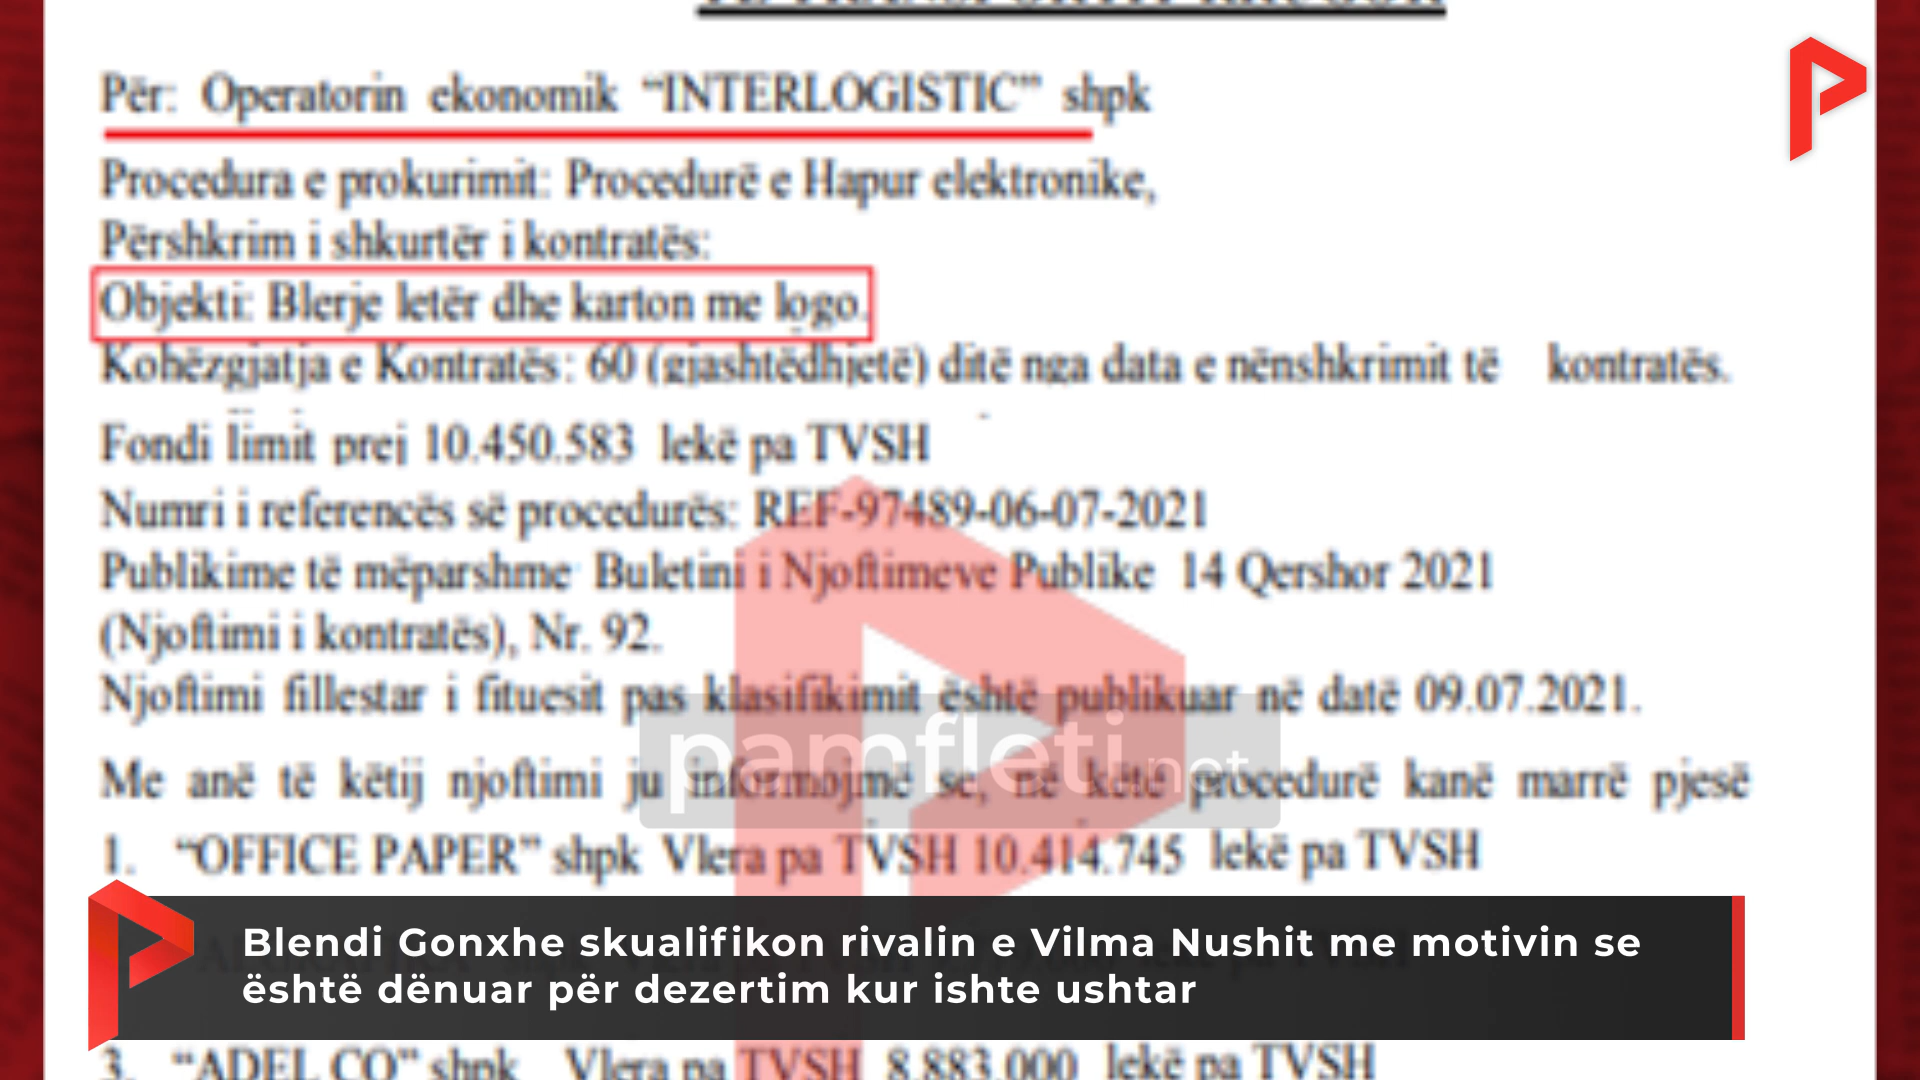 Për: Operatorin ekonomik “INTERLOGISTIC” shpk
Procedura e prokurimit: Procedurë e Hapur elektronike,
Përshkrim i shkurtër i kontratës:
Objekti: Blerje letër dhe karton me logo.
Kohëzgjatja e Kontratës: 60 (gjashtëdhjetë) ditë nga data e nënshkrimit të kontratës.
Fondi limit prej 10.450.583 lekë pa TVSH
Numri i referencës së procedurës: REF-97489-06-07-2021
Publikime të mëparshme Buletini i Njoftimeve Publike 14 Qershor 2021
(Njoftimi i kontratës), Nr. 92.
Njoftimi fillestar i fituesit pas klasifikimit është publikuar në datë 09.07.2021.
pamfleti.net
Me anë të këtij njoftimi ju informojmë se, në këtë procedurë kanë marrë pjesë
1. “OFFICE PAPER” shpk Vlera pa TVSH 10.414.745 lekë pa TVSH
Blendi Gonxhe skualifikon rivalin e Vilma Nushit me motivin se
është dënuar për dezertim kur ishte ushtar
3. “ADEL CO” shpk Vlera pa TVSH 8.883.000 lekë pa TVSH